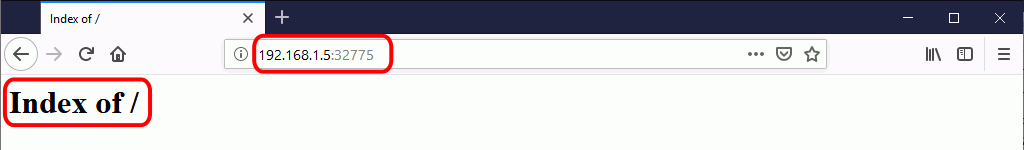 Index of /
192.168.1.5:32775
Index of /